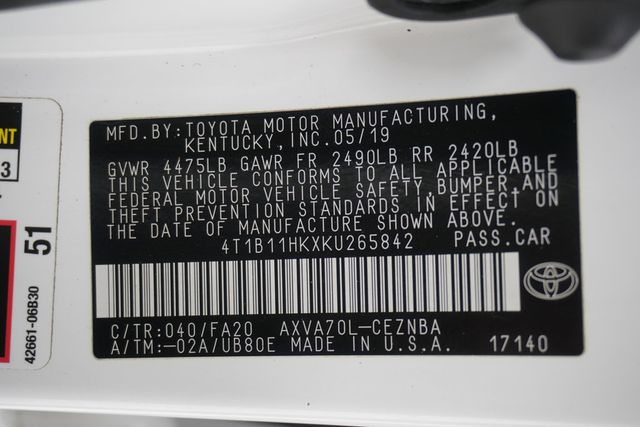 NT
3
51
42661-06B30
MFD.BY:TOYOTA MOTOR MANUFACTURING,
KENTUCKY,INC.05/19
GVWR 4475LB GAWR FR 2490LB RR 2420LB
THIS VEHICLE CONFORMS TO ALL APPLICABLE
FEDERAL MOTOR VEHICLE SAFETY,BUMPER,AND
THEFT PREVENTION STANDARDS IN EFFECT ON
THE DATE OF MANUFACTURE SHOWN ABOVE.
4T1B11HKXKU265842 PASS.CAR
C/TR:040/FA20 AXVA70L-CEZNBA
A/TM:-02A/UB80E MADE IN U.S.A. 17140